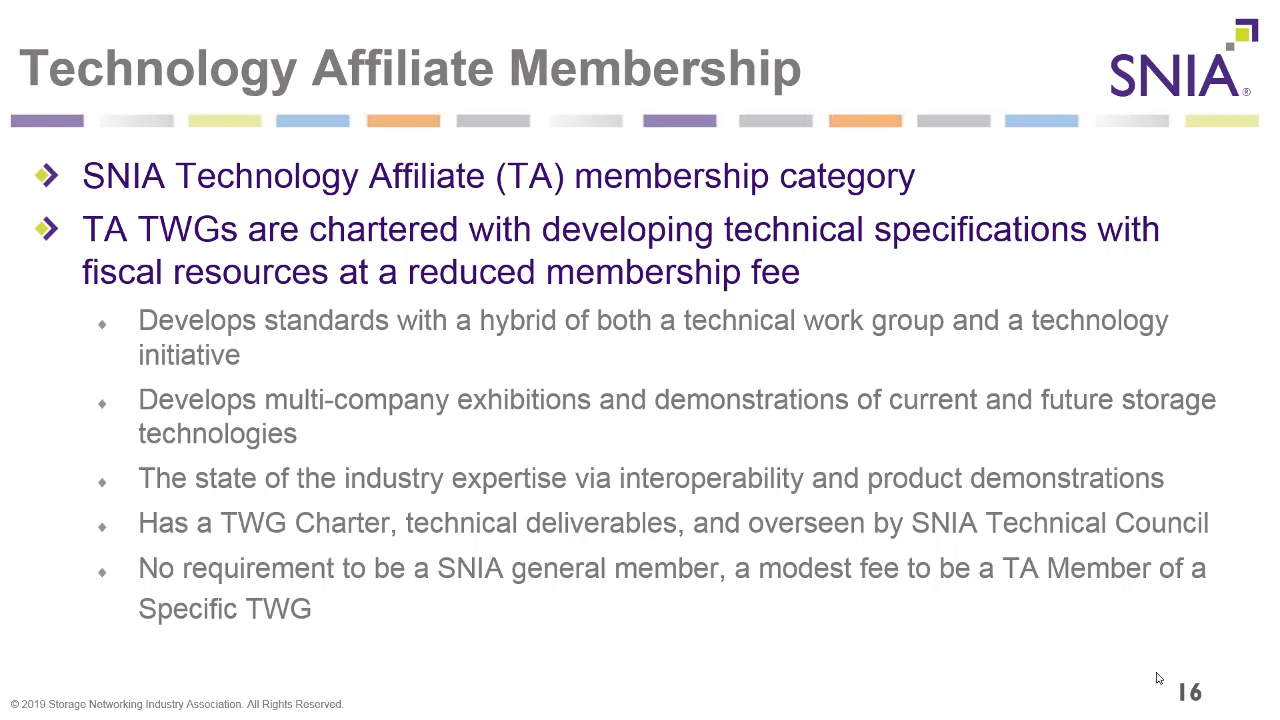 Technology Affiliate Membership
SNIA®
SNIA Technology Affiliate (TA) membership category
TA TWGs are chartered with developing technical specifications with
fiscal resources at a reduced membership fee
Develops standards with a hybrid of both a technical work group and a technology
initiative
Develops multi-company exhibitions and demonstrations of current and future storage
technologies
The state of the industry expertise via interoperability and product demonstrations
Has a TWG Charter, technical deliverables, and overseen by SNIA Technical Council
No requirement to be a SNIA general member, a modest fee to be a TA Member of a
Specific TWG
© 2019 Storage Networking Industry Association. All Rights Reserved.
16